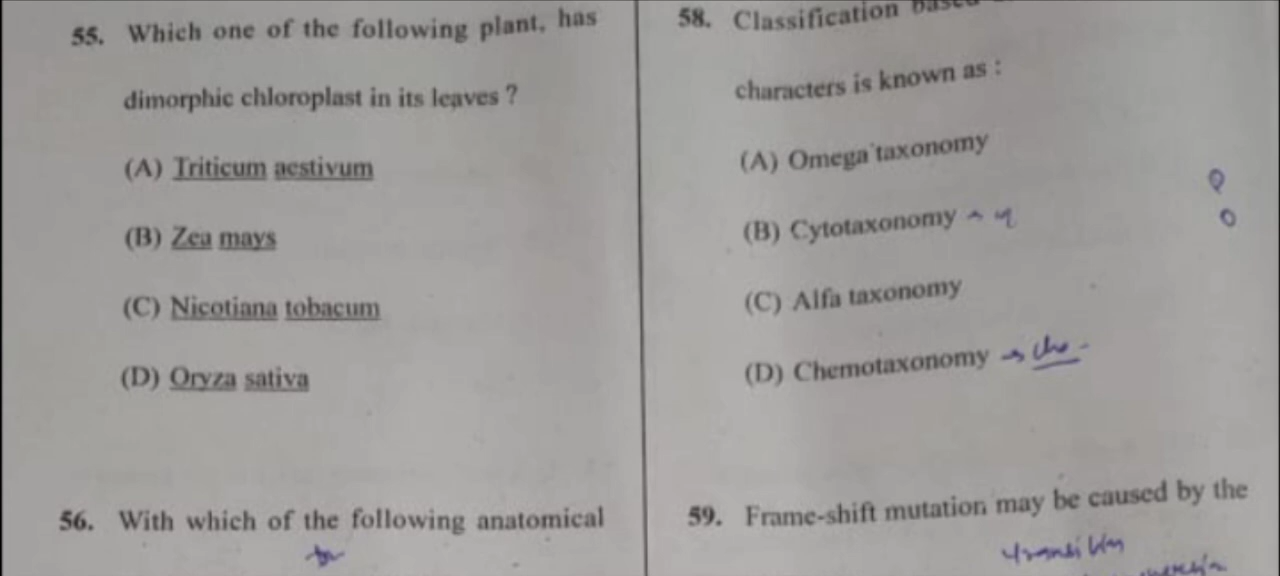 55. Which one of the following plant, has
dimorphic chloroplast in its leaves ?
(A) Triticum aestivum
(B) Zea mays
(C) Nicotiana tobacum
(D) Oryza sativa
56. With which of the following anatomical
58. Classification based
characters is known as :
(A) Omega taxonomy
(B) Cytotaxonomy
(C) Alfa taxonomy
(D) Chemotaxonomy → cho -
59. Frame-shift mutation may be caused by the